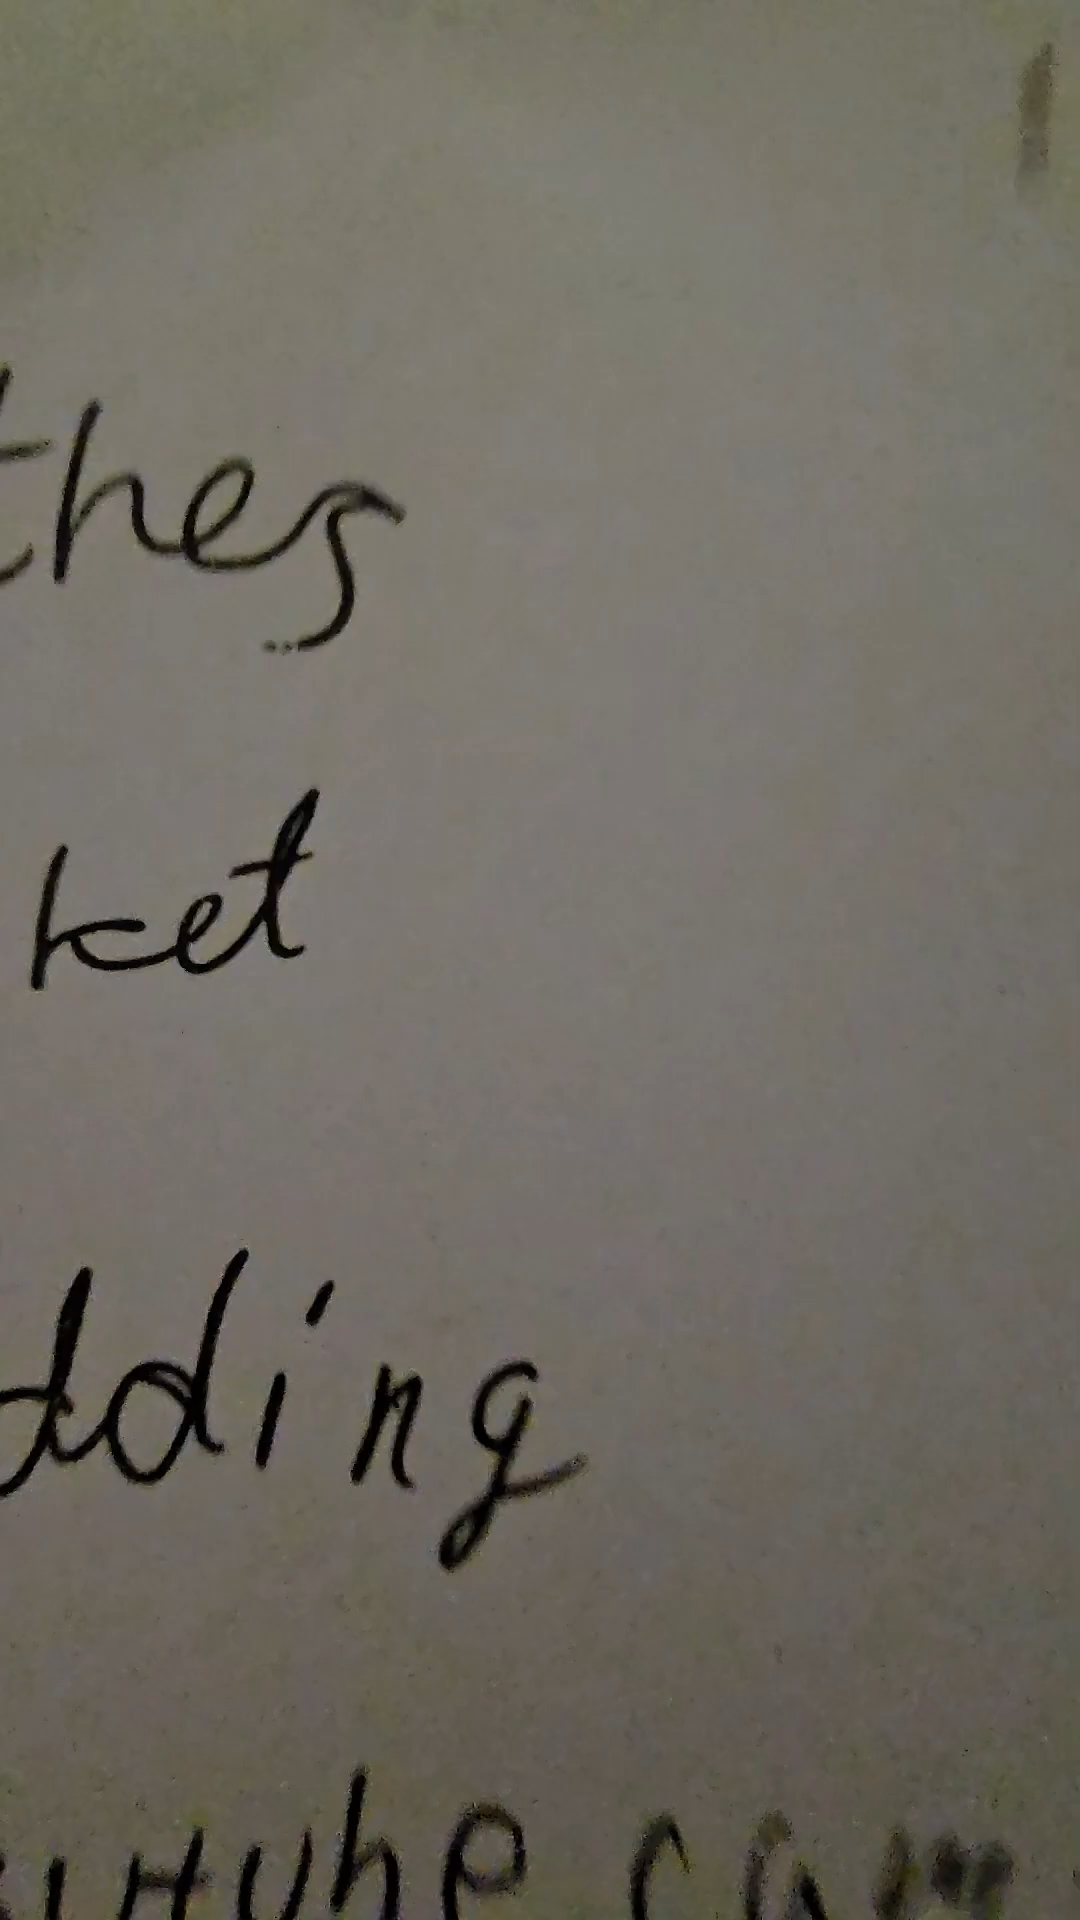 thes
ket
dding